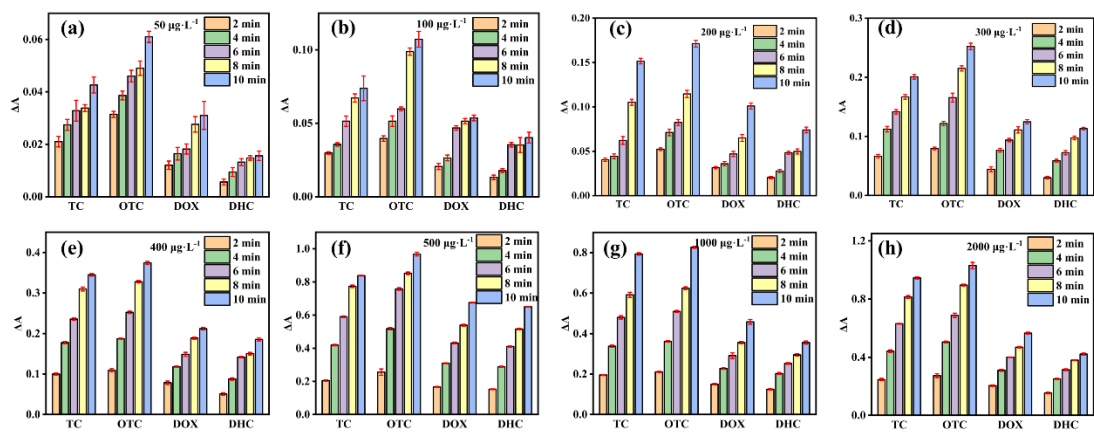 (a) 50 μg·L⁻¹
2 min
4 min
6 min
8 min
10 min
0.06
0.04
0.02
0.00
ΔA
TC OTC DOX DHC
(b) 100 μg·L⁻¹
2 min
4 min
6 min
8 min
10 min
0.10
0.05
0.00
ΔA
TC OTC DOX DHC
(c) 200 μg·L⁻¹
2 min
4 min
6 min
8 min
10 min
0.20
0.15
0.10
0.05
0.00
ΔA
TC OTC DOX DHC
(d) 300 μg·L⁻¹
2 min
4 min
6 min
8 min
10 min
0.3
0.2
0.1
0.0
ΔA
TC OTC DOX DHC
(e) 400 μg·L⁻¹
2 min
4 min
6 min
8 min
10 min
0.4
0.3
0.2
0.1
0.0
ΔA
TC OTC DOX DHC
(f) 500 μg·L⁻¹
2 min
4 min
6 min
8 min
10 min
1.0
0.8
0.6
0.4
0.2
0.0
ΔA
TC OTC DOX DHC
(g) 1000 μg·L⁻¹
2 min
4 min
6 min
8 min
10 min
0.8
0.6
0.4
0.2
0.0
ΔA
TC OTC DOX DHC
(h) 2000 μg·L⁻¹
2 min
4 min
6 min
8 min
10 min
1.2
0.8
0.4
0.0
ΔA
TC OTC DOX DHC